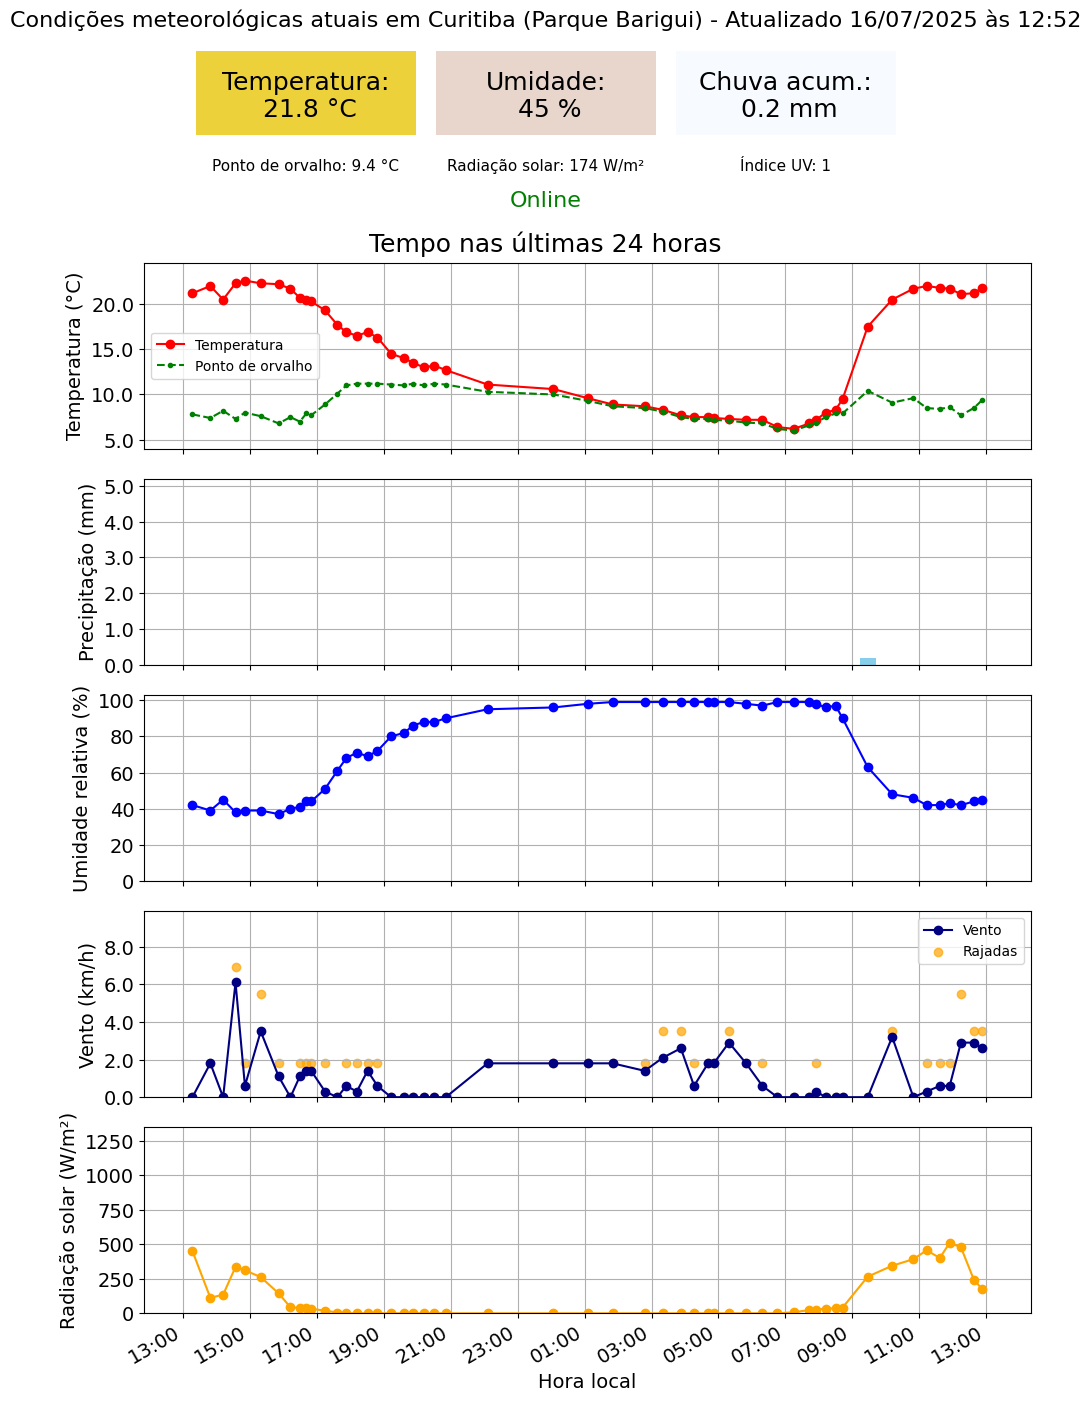 Condições meteorológicas atuais em Curitiba (Parque Barigui) - Atualizado 16/07/2025 às 12:52
Temperatura:
21.8 °C
Umidade:
45 %
Chuva acum.:
0.2 mm
Ponto de orvalho: 9.4 °C
Radiação solar: 174 W/m²
Índice UV: 1
Online
Tempo nas últimas 24 horas
Temperatura (°C)
20.0
15.0
10.0
5.0
Temperatura
Ponto de orvalho
Precipitação (mm)
5.0
4.0
3.0
2.0
1.0
0.0
Umidade relativa (%)
100
80
60
40
20
0
Vento (km/h)
8.0
6.0
4.0
2.0
0.0
Vento
Rajadas
Radiação solar (W/m²)
1250
1000
750
500
250
0
13:00
15:00
17:00
19:00
21:00
23:00
01:00
03:00
05:00
07:00
09:00
11:00
13:00
Hora local